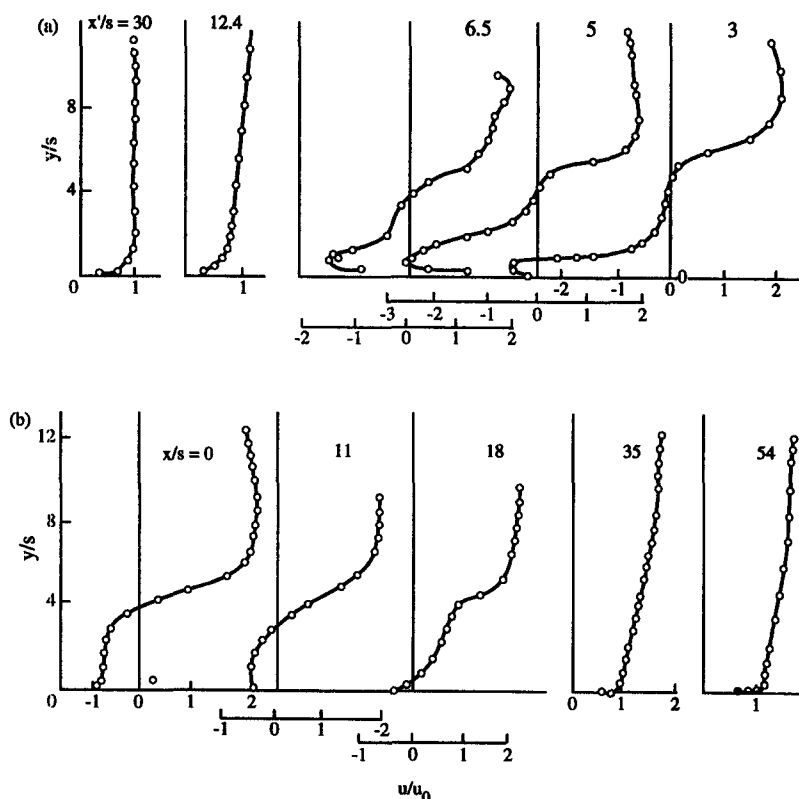 (a) x'/s = 30 12.4 6.5 5 3
8
y/s
4
0 1 1 -2 -1 0 0 1 2
-3 -2 -1 0 1 2
-2 -1 0 1 2
(b)
12
x/s = 0 11 18 35 54
8
y/s
4
0 -1 0 1 2 0 1 2 1
-1 0 1 -2
-1 0 1 2
u/u₀